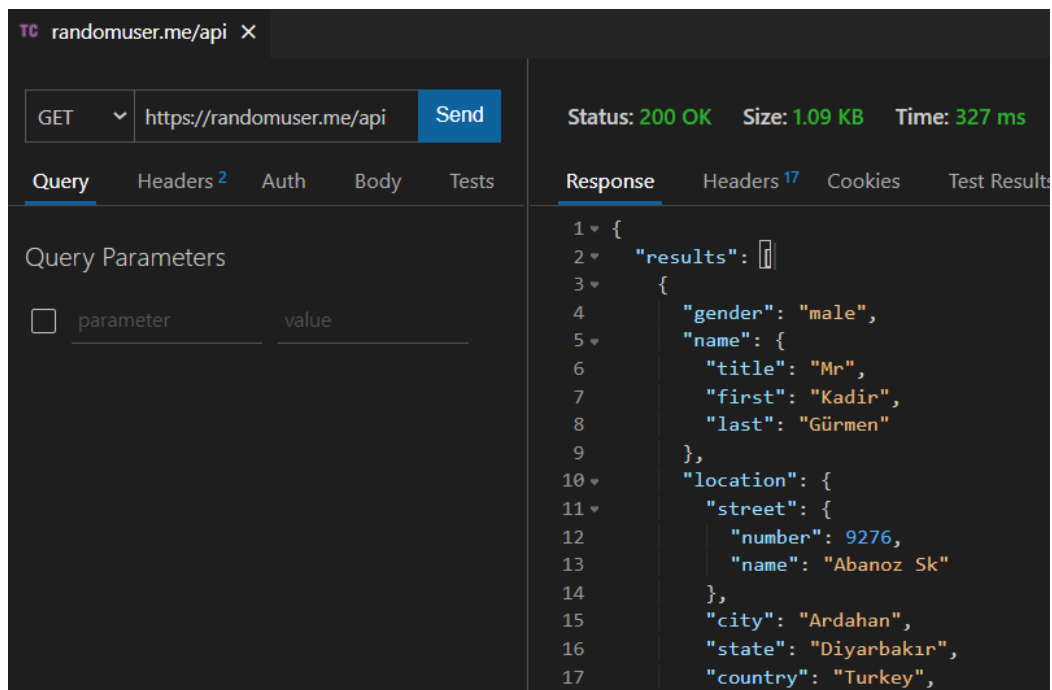 TC randomuser.me/api ×
GET https://randomuser.me/api Send
Query Headers 2 Auth Body Tests
Query Parameters
parameter value
Status: 200 OK Size: 1.09 KB Time: 327 ms
Response Headers 17 Cookies Test Results
1 {
2 "results": [
3 {
4 "gender": "male",
5 "name": {
6 "title": "Mr",
7 "first": "Kadir",
8 "last": "Gürmen"
9 },
10 "location": {
11 "street": {
12 "number": 9276,
13 "name": "Abanoz Sk"
14 },
15 "city": "Ardahan",
16 "state": "Diyarbakır",
17 "country": "Turkey",